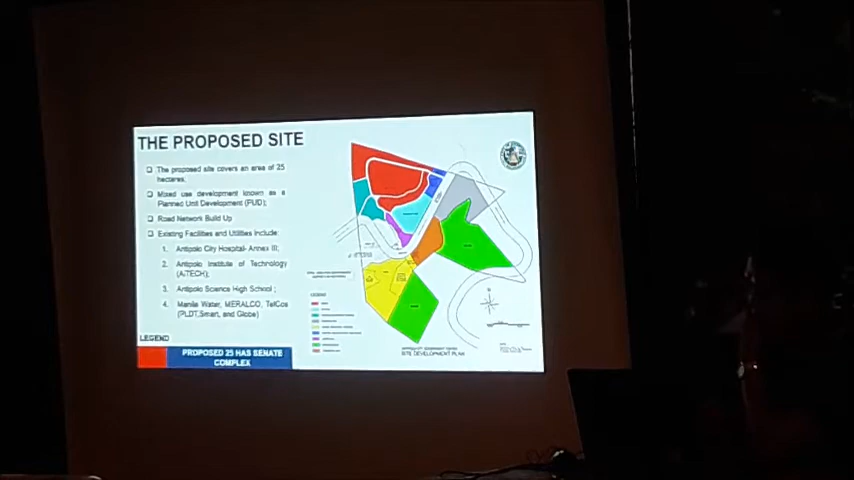 THE PROPOSED SITE
The proposed site covers an area of 25
hectares;
Mixed use development known as a
Planned Unit Development (PUD);
Road Network Build Up
Existing Facilities and Utilities Include:
1. Antipolo City Hospital- Annex III;
2. Antipolo Institute of Technology
(AiTECH);
3. Antipolo Science High School ;
4. Manila Water, MERALCO, TelCos
(PLDT,Smart, and Globe)
LEGEND
PROPOSED 25 HAS SENATE
COMPLEX
LEGEND
SITE DEVELOPMENT PLAN